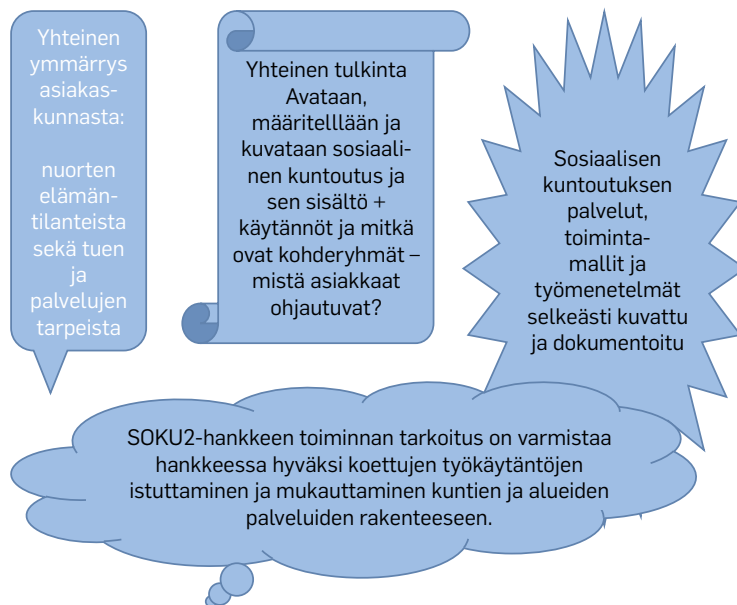 Yhteinen
ymmärrys
asiakas-
kunnasta:
nuorten
elämän-
tilanteista
sekä tuen
ja
palvelujen
tarpeista
Yhteinen tulkinta
Avataan,
määritelllään ja
kuvataan sosiaali-
nen kuntoutus ja
sen sisältö +
käytännöt ja mitkä
ovat kohderyhmät –
mistä asiakkaat
ohjautuvat?
Sosiaalisen
kuntoutuksen
palvelut,
toiminta-
mallit ja
työmenetelmät
selkeästi kuvattu
ja dokumentoitu
SOKU2-hankkeen toiminnan tarkoitus on varmistaa
hankkeessa hyväksi koettujen työkäytäntöjen
istuttaminen ja mukauttaminen kuntien ja alueiden
palveluiden rakenteeseen.